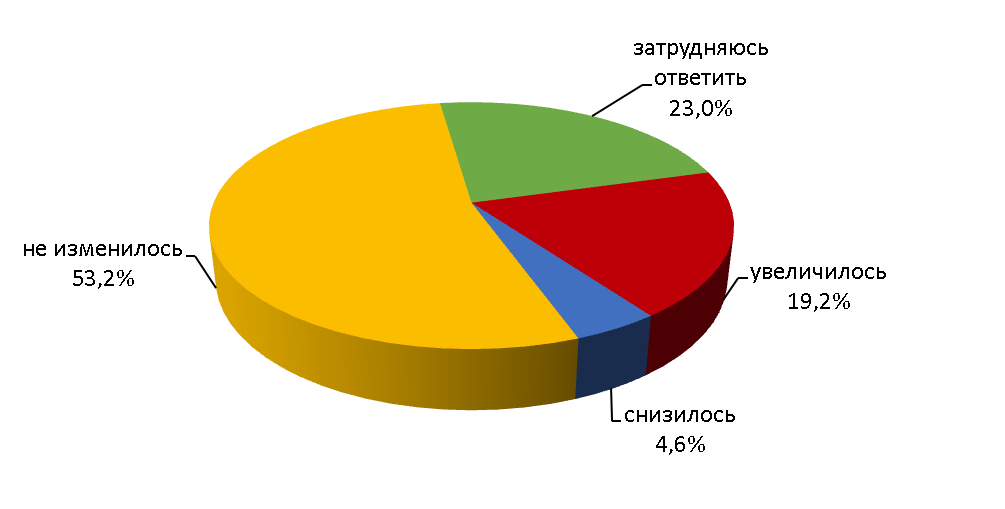 затрудняюсь
ответить
23,0%
не изменилось
53,2%
увеличилось
19,2%
снизилось
4,6%